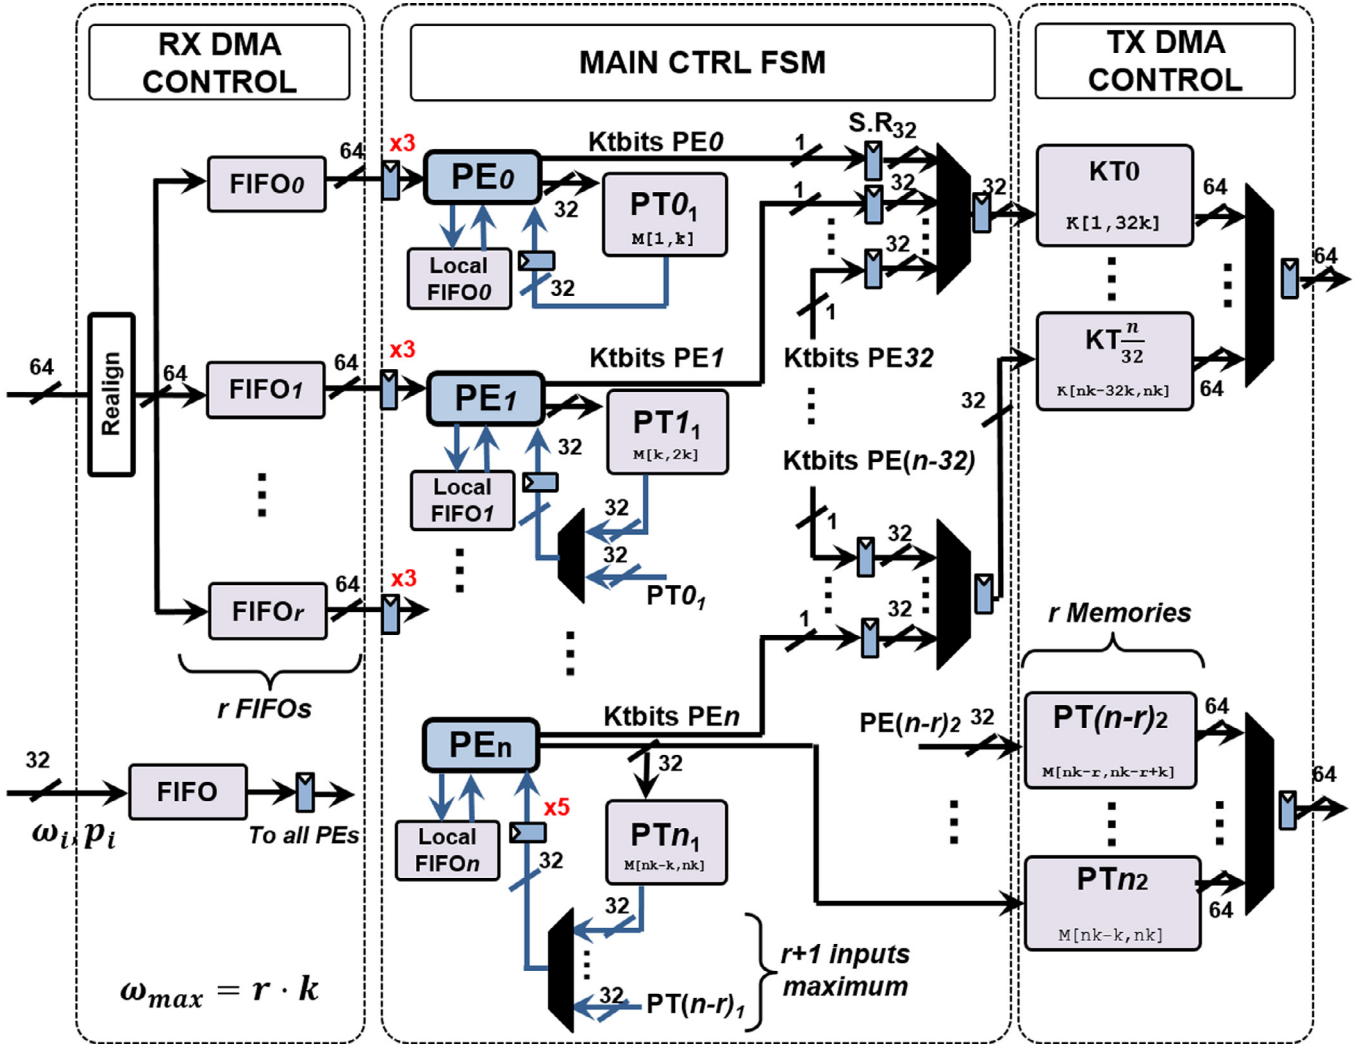 RX DMA
CONTROL
MAIN CTRL FSM
TX DMA
CONTROL
64
Realign
64
FIFO0
64
x3
FIFO1
64
x3
FIFOr
64
x3
r FIFOs
32
ωi, pi
FIFO
To all PEs
ωmax = r · k
PE0
Ktbits PE0
32
PT01
M[1,k]
Local
FIFO0
32
PE1
Ktbits PE1
32
PT11
M[k,2k]
Local
FIFO1
32
32
PT01
PEn
Ktbits PEn
32
PTn1
M[nk-k,nk]
Local
FIFOn
x5
32
32
32
PT(n-r)1
r+1 inputs
maximum
1
S.R32
32
1
32
32
1
Ktbits PE32
Ktbits PE(n-32)
1
32
1
32
32
32
KT0
K[1,32k]
64
KT n/32
K[nk-32k,nk]
64
64
r Memories
PE(n-r)2
32
PT(n-r)2
M[nk-r,nk-r+k]
64
PTn2
M[nk-k,nk]
64
64